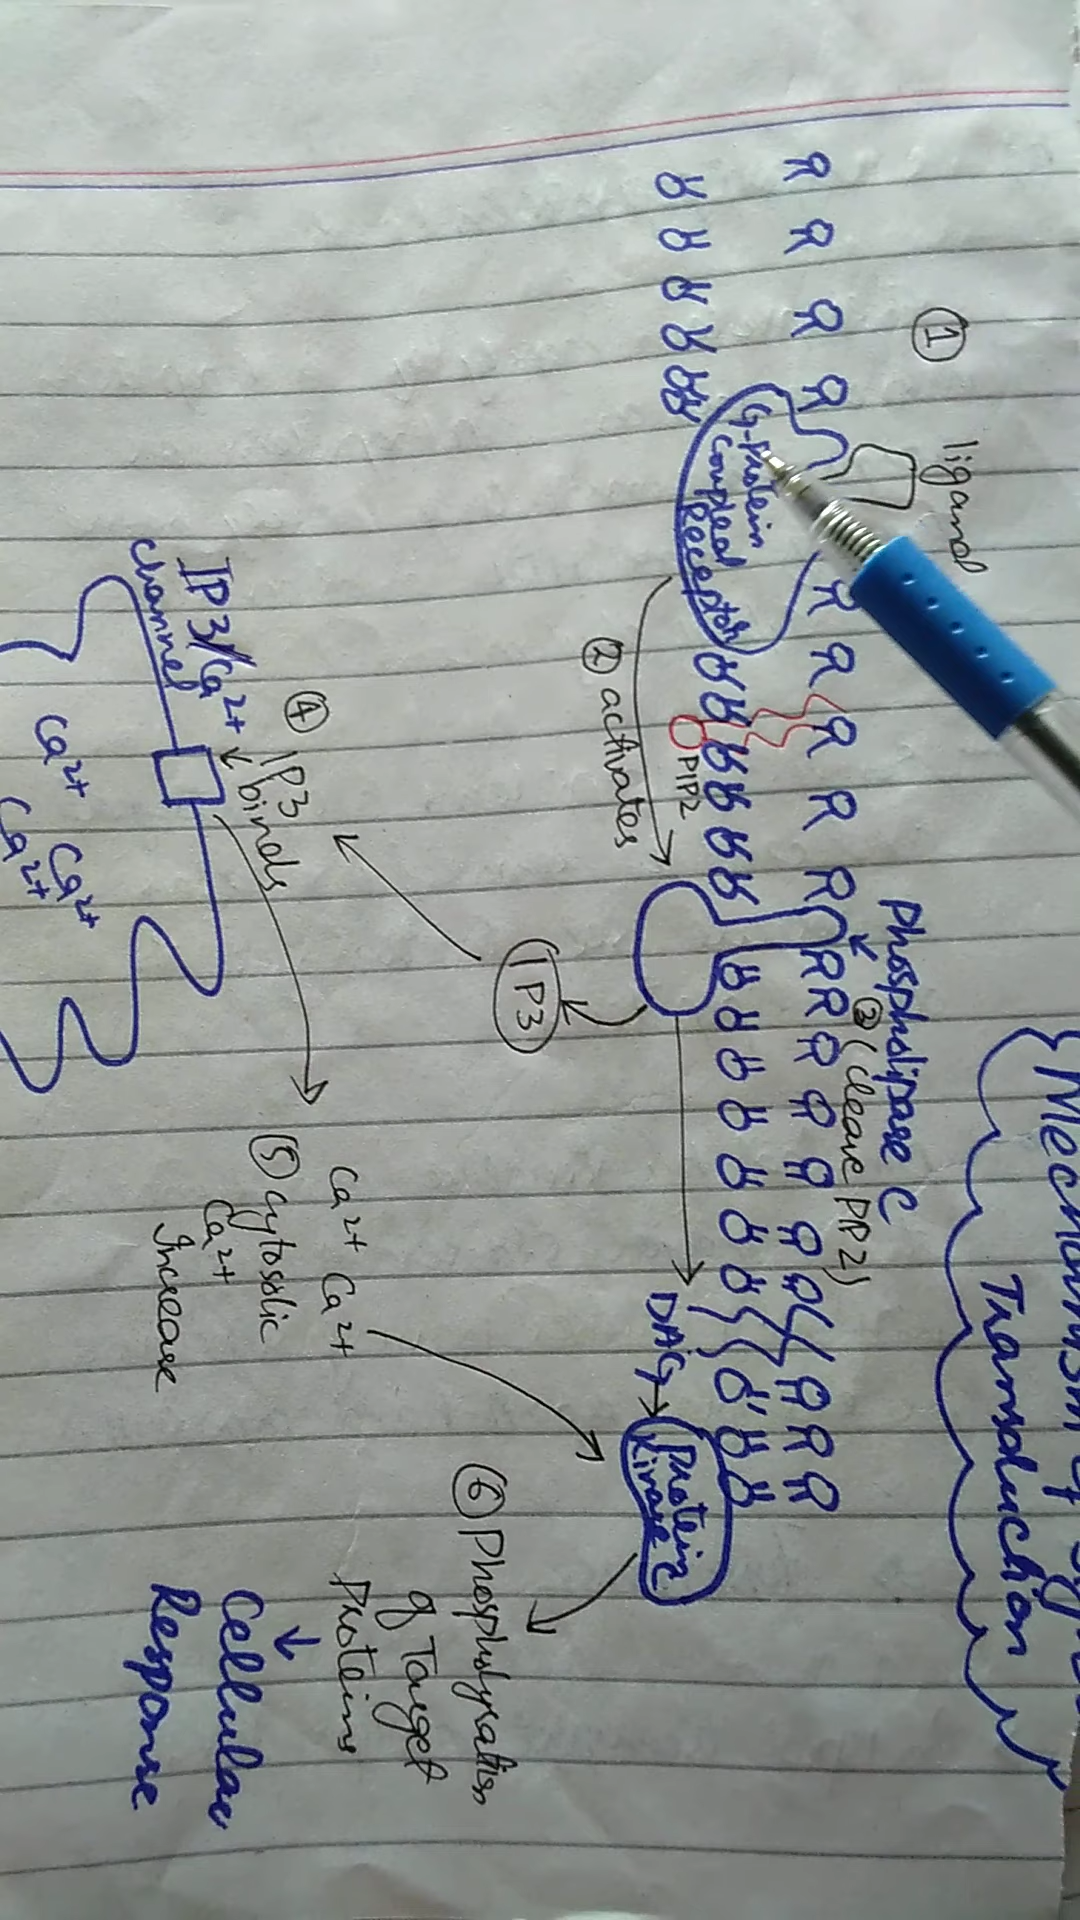 Mechanism of
Transduction
① ligand
G-Protein
Coupled
Receptor
② activates
PIP2
Phospholipase C
③ (cleave PIP2)
IP3
DAG →
Protein
Kinase C
④ IP3
binds
IP3/Ca²⁺
channel
Ca²⁺
Ca²⁺
Ca²⁺
Ca²⁺ Ca²⁺
⑤ Cytosolic
Ca²⁺
Increase
⑥ Phospholyration
of Target
Proteins
↓
Cellular
Response